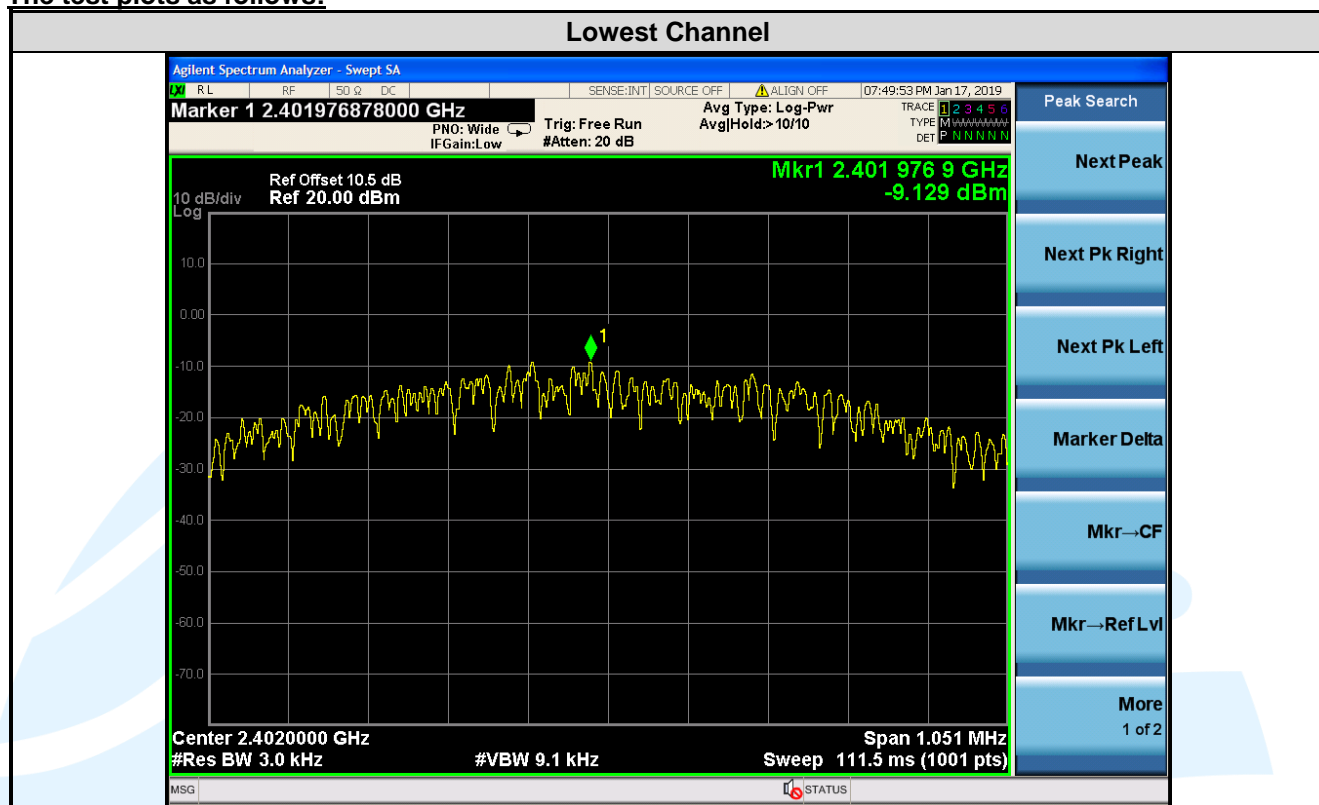 The test plots as follows:
Lowest Channel
Agilent Spectrum Analyzer - Swept SA
LXI RL RF 50 Ω DC SENSE:INT SOURCE OFF ALIGN OFF 07:49:53 PM Jan 17, 2019
Marker 1 2.401976878000 GHz
PNO: Wide
IFGain:Low
Trig: Free Run
#Atten: 20 dB
Avg Type: Log-Pwr
Avg|Hold:> 10/10
TRACE 1 2 3 4 5 6
TYPE M
DET P N N N N N
Peak Search
Mkr1 2.401 976 9 GHz
-9.129 dBm
Ref Offset 10.5 dB
10 dB/div Ref 20.00 dBm
Log
10.0
0.00
-10.0
-20.0
-30.0
-40.0
-50.0
-60.0
-70.0
1
Center 2.4020000 GHz Span 1.051 MHz
#Res BW 3.0 kHz #VBW 9.1 kHz Sweep 111.5 ms (1001 pts)
Next Peak
Next Pk Right
Next Pk Left
Marker Delta
Mkr→CF
Mkr→Ref Lvl
More
1 of 2
MSG STATUS